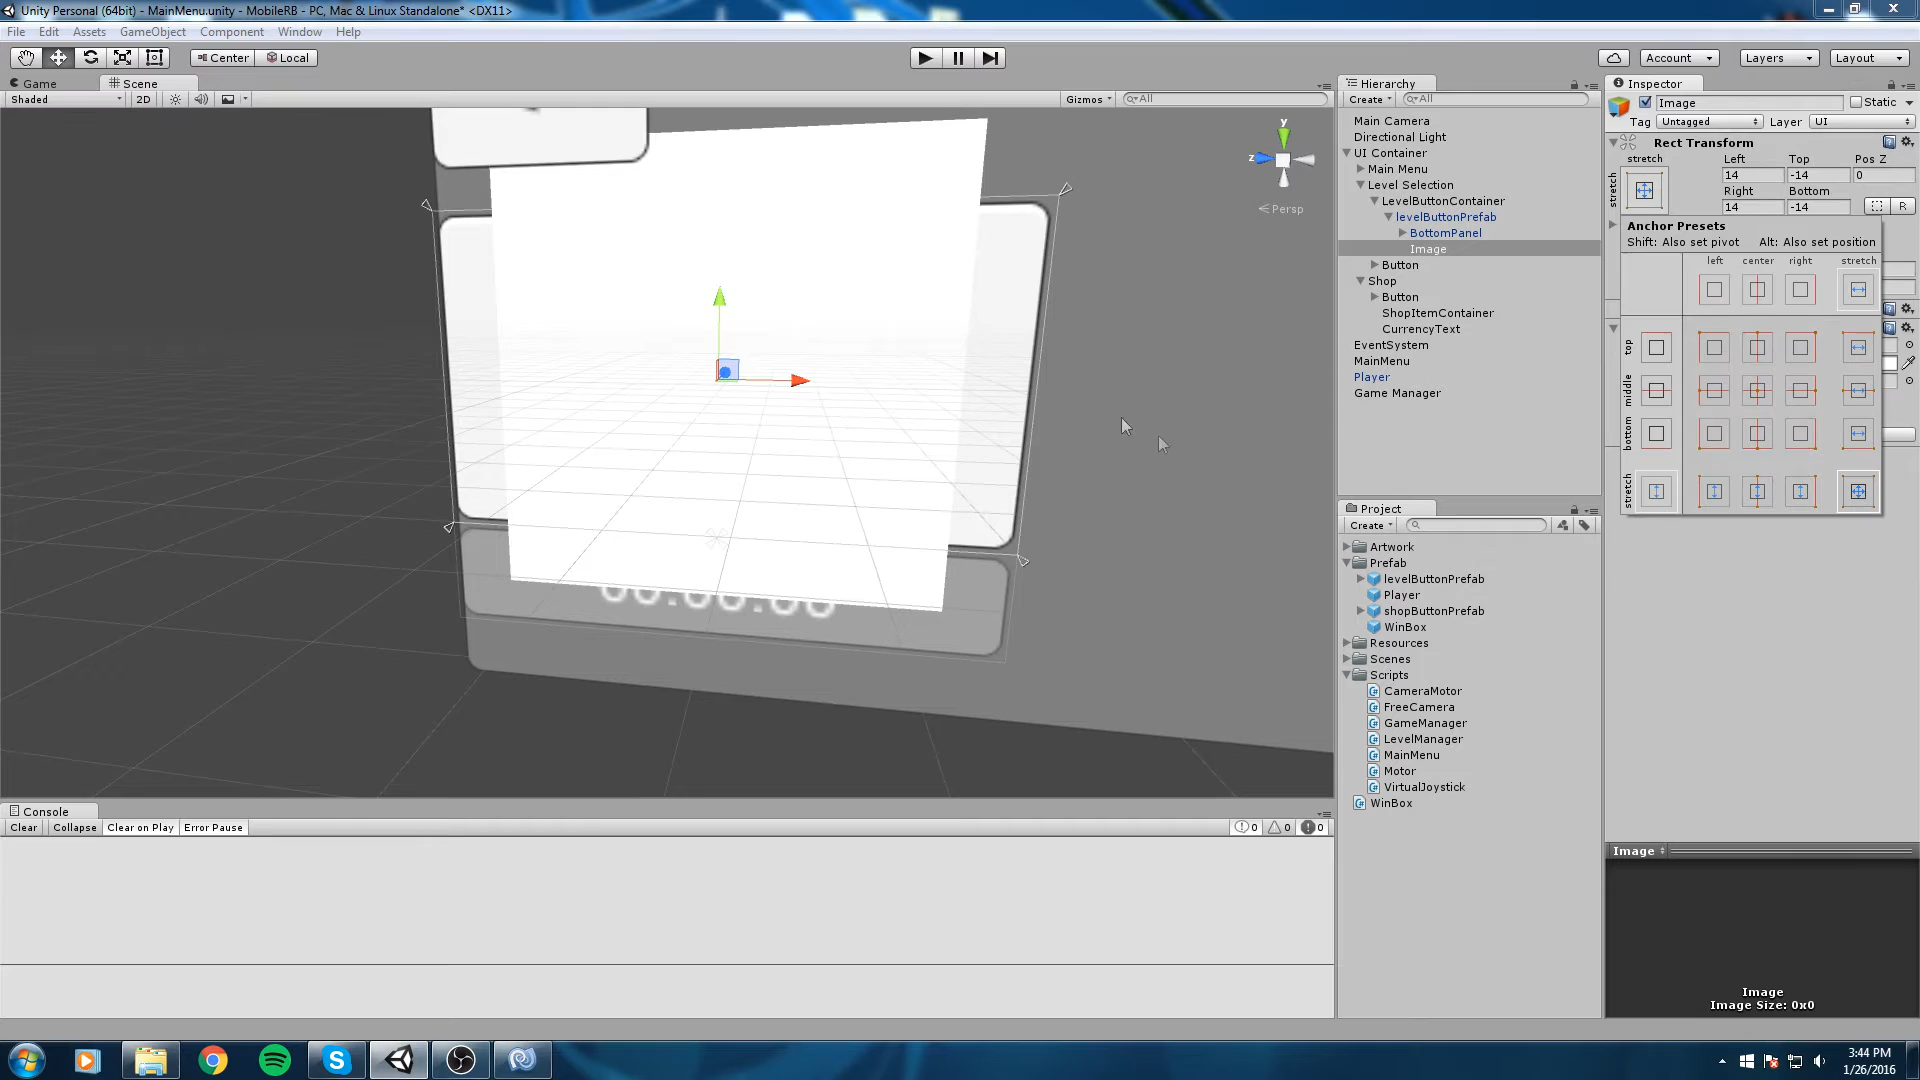 Unity Personal (64bit) - MainMenu.unity - MobileRB - PC, Mac & Linux Standalone* <DX11>
File Edit Assets GameObject Component Window Help
Center Local Account Layers Layout
Game Scene
Shaded 2D Gizmos All
y
z
Persp
00:00:00
Console
Clear Collapse Clear on Play Error Pause 0 0 0
Hierarchy
Create All
Main Camera
Directional Light
UI Container
Main Menu
Level Selection
LevelButtonContainer
levelButtonPrefab
BottomPanel
Image
Button
Shop
Button
ShopItemContainer
CurrencyText
EventSystem
MainMenu
Player
Game Manager
Project
Create
Artwork
Prefab
levelButtonPrefab
Player
shopButtonPrefab
WinBox
Resources
Scenes
Scripts
CameraMotor
FreeCamera
GameManager
LevelManager
MainMenu
Motor
VirtualJoystick
WinBox
Inspector
Image Static
Tag Untagged Layer UI
Rect Transform
stretch Left Top Pos Z
stretch 14 -14 0
Right Bottom
14 -14 R
Anchor Presets
Shift: Also set pivot Alt: Also set position
left center right stretch
top
middle
bottom
stretch
Image
Image
Image Size: 0x0
3:44 PM
1/26/2016